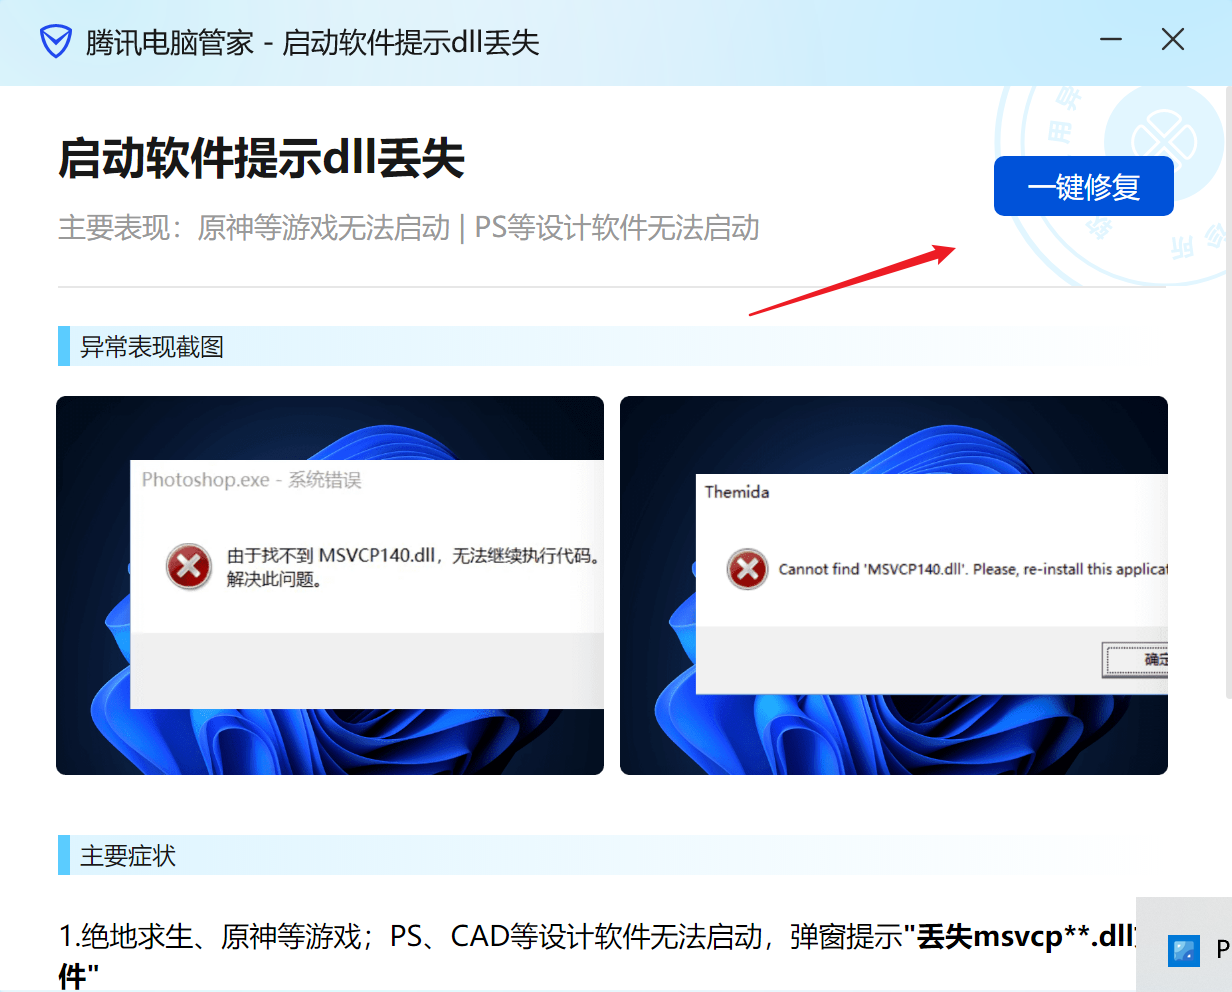 腾讯电脑管家 - 启动软件提示dll丢失
启动软件提示dll丢失
一键修复
主要表现：原神等游戏无法启动 | PS等设计软件无法启动
异常表现截图
Photoshop.exe - 系统错误
由于找不到 MSVCP140.dll，无法继续执行代码。
解决此问题。
Themida
Cannot find 'MSVCP140.dll'. Please, re-install this applicat
确定
主要症状
1.绝地求生、原神等游戏；PS、CAD等设计软件无法启动，弹窗提示"丢失msvcp**.dll
件"
P